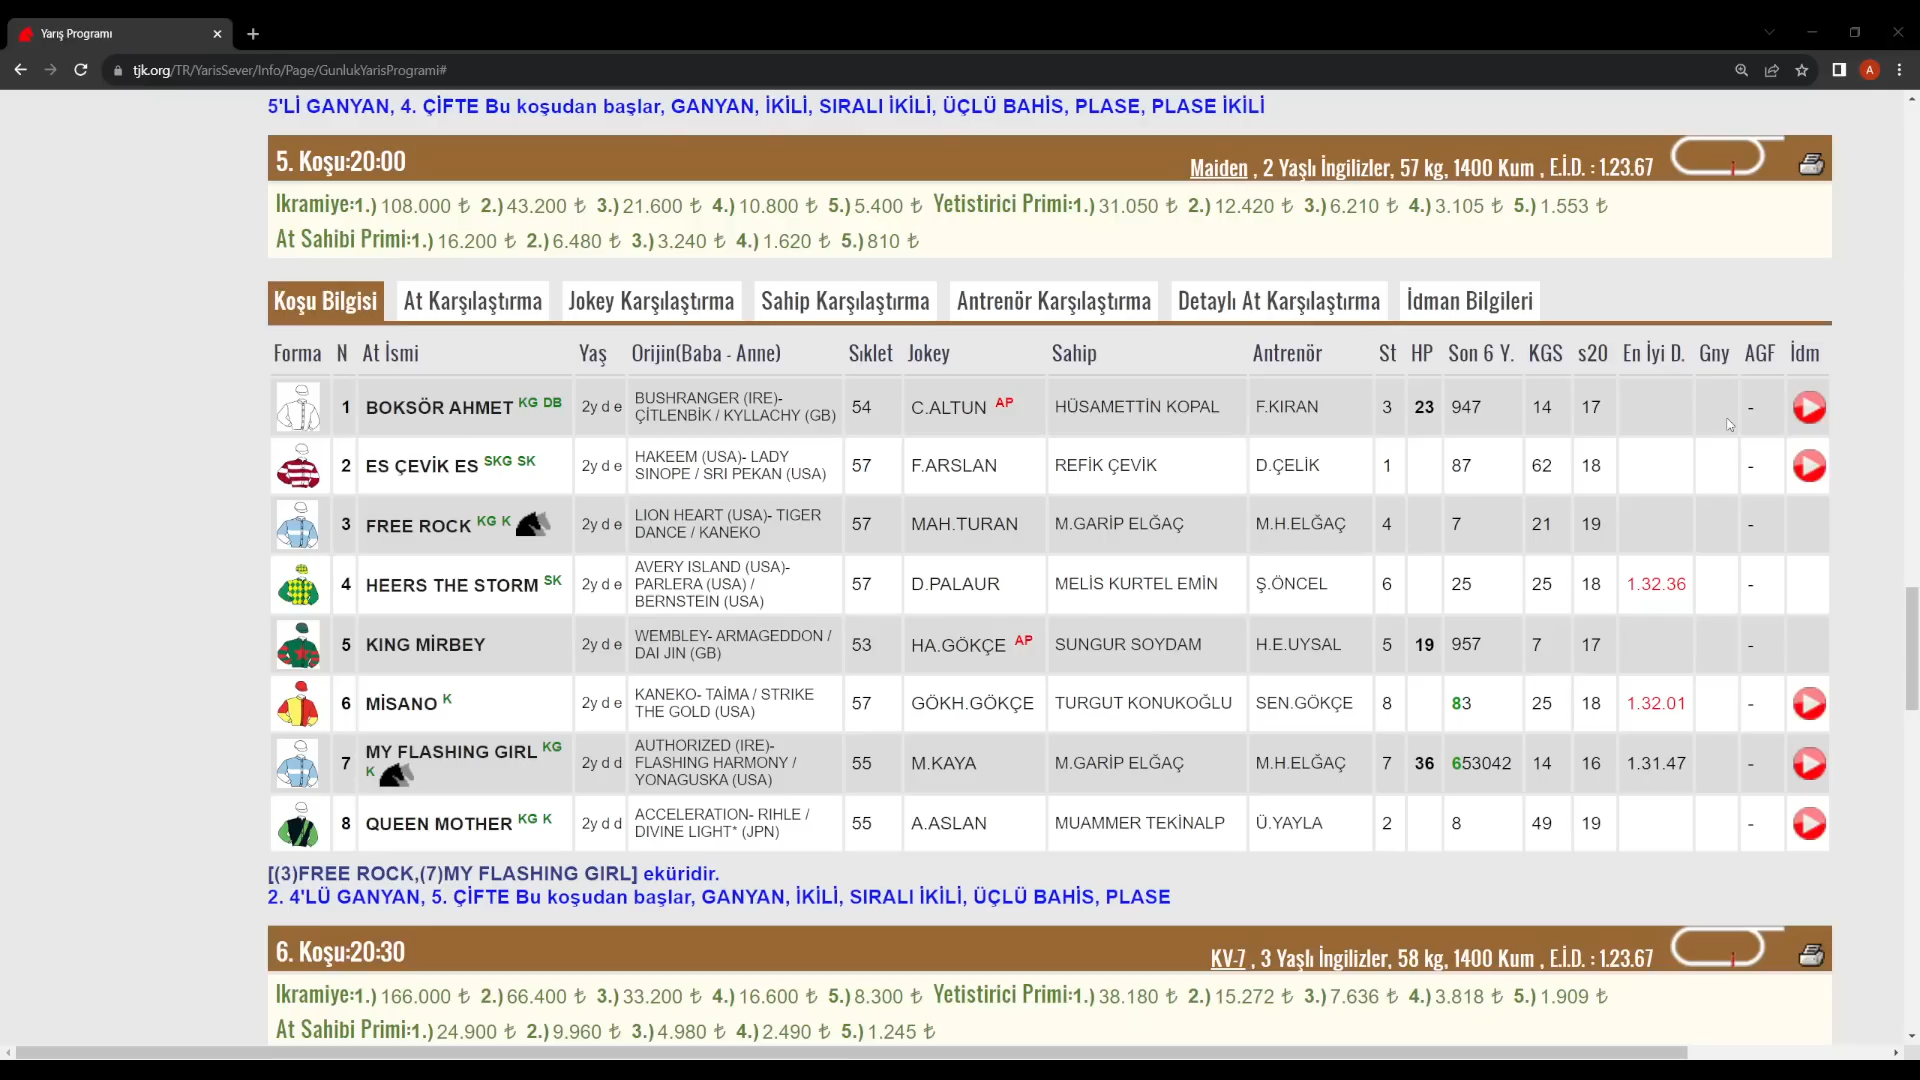 Yarış Programı
tjk.org/TR/YarisSever/Info/Page/GunlukYarisProgrami#
A
5'Lİ GANYAN, 4. ÇİFTE Bu koşudan başlar, GANYAN, İKİLİ, SIRALI İKİLİ, ÜÇLÜ BAHİS, PLASE, PLASE İKİLİ
5. Koşu:20:00 Maiden , 2 Yaşlı İngilizler, 57 kg, 1400 Kum , E.İ.D. : 1.23.67
Ikramiye:1.) 108.000 ₺ 2.) 43.200 ₺ 3.) 21.600 ₺ 4.) 10.800 ₺ 5.) 5.400 ₺ Yetistirici Primi:1.) 31.050 ₺ 2.) 12.420 ₺ 3.) 6.210 ₺ 4.) 3.105 ₺ 5.) 1.553 ₺
At Sahibi Primi:1.) 16.200 ₺ 2.) 6.480 ₺ 3.) 3.240 ₺ 4.) 1.620 ₺ 5.) 810 ₺
Koşu Bilgisi At Karşılaştırma Jokey Karşılaştırma Sahip Karşılaştırma Antrenör Karşılaştırma Detaylı At Karşılaştırma İdman Bilgileri
Forma N At İsmi Yaş Orijin(Baba - Anne) Sıklet Jokey Sahip Antrenör St HP Son 6 Y. KGS s20 En İyi D. Gny AGF İdm
1 BOKSÖR AHMET KG DB 2y d e BUSHRANGER (IRE)- ÇİTLENBİK / KYLLACHY (GB) 54 C.ALTUN AP HÜSAMETTİN KOPAL F.KIRAN 3 23 947 14 17 -
2 ES ÇEVİK ES SKG SK 2y d e HAKEEM (USA)- LADY SINOPE / SRI PEKAN (USA) 57 F.ARSLAN REFİK ÇEVİK D.ÇELİK 1 87 62 18 -
3 FREE ROCK KG K 2y d e LION HEART (USA)- TIGER DANCE / KANEKO 57 MAH.TURAN M.GARİP ELĞAÇ M.H.ELĞAÇ 4 7 21 19 -
4 HEERS THE STORM SK 2y d e AVERY ISLAND (USA)- PARLERA (USA) / BERNSTEIN (USA) 57 D.PALAUR MELİS KURTEL EMİN Ş.ÖNCEL 6 25 25 18 1.32.36 -
5 KING MİRBEY 2y d e WEMBLEY- ARMAGEDDON / DAI JIN (GB) 53 HA.GÖKÇE AP SUNGUR SOYDAM H.E.UYSAL 5 19 957 7 17 -
6 MİSANO K 2y d e KANEKO- TAİMA / STRIKE THE GOLD (USA) 57 GÖKH.GÖKÇE TURGUT KONUKOĞLU SEN.GÖKÇE 8 83 25 18 1.32.01 -
7 MY FLASHING GIRL KG K 2y d d AUTHORIZED (IRE)- FLASHING HARMONY / YONAGUSKA (USA) 55 M.KAYA M.GARİP ELĞAÇ M.H.ELĞAÇ 7 36 653042 14 16 1.31.47 -
8 QUEEN MOTHER KG K 2y d d ACCELERATION- RIHLE / DIVINE LIGHT* (JPN) 55 A.ASLAN MUAMMER TEKİNALP Ü.YAYLA 2 8 49 19 -
[(3)FREE ROCK,(7)MY FLASHING GIRL] eküridir.
2. 4'LÜ GANYAN, 5. ÇİFTE Bu koşudan başlar, GANYAN, İKİLİ, SIRALI İKİLİ, ÜÇLÜ BAHİS, PLASE
6. Koşu:20:30 KV-7 , 3 Yaşlı İngilizler, 58 kg, 1400 Kum , E.İ.D. : 1.23.67
Ikramiye:1.) 166.000 ₺ 2.) 66.400 ₺ 3.) 33.200 ₺ 4.) 16.600 ₺ 5.) 8.300 ₺ Yetistirici Primi:1.) 38.180 ₺ 2.) 15.272 ₺ 3.) 7.636 ₺ 4.) 3.818 ₺ 5.) 1.909 ₺
At Sahibi Primi:1.) 24.900 ₺ 2.) 9.960 ₺ 3.) 4.980 ₺ 4.) 2.490 ₺ 5.) 1.245 ₺